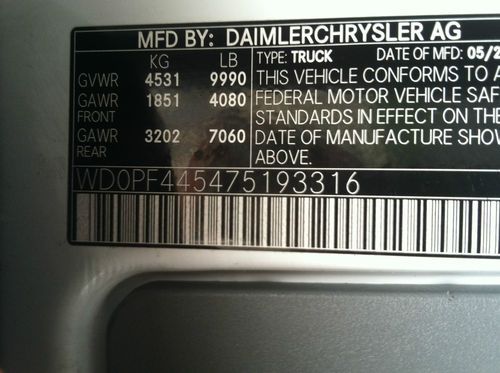 MFD BY: DAIMLERCHRYSLER AG
KG LB TYPE: TRUCK DATE OF MFD: 05/2
GVWR 4531 9990 THIS VEHICLE CONFORMS TO A
GAWR 1851 4080 FEDERAL MOTOR VEHICLE SAF
FRONT STANDARDS IN EFFECT ON THE
GAWR 3202 7060 DATE OF MANUFACTURE SHOW
REAR ABOVE.
WD0PF445475193316